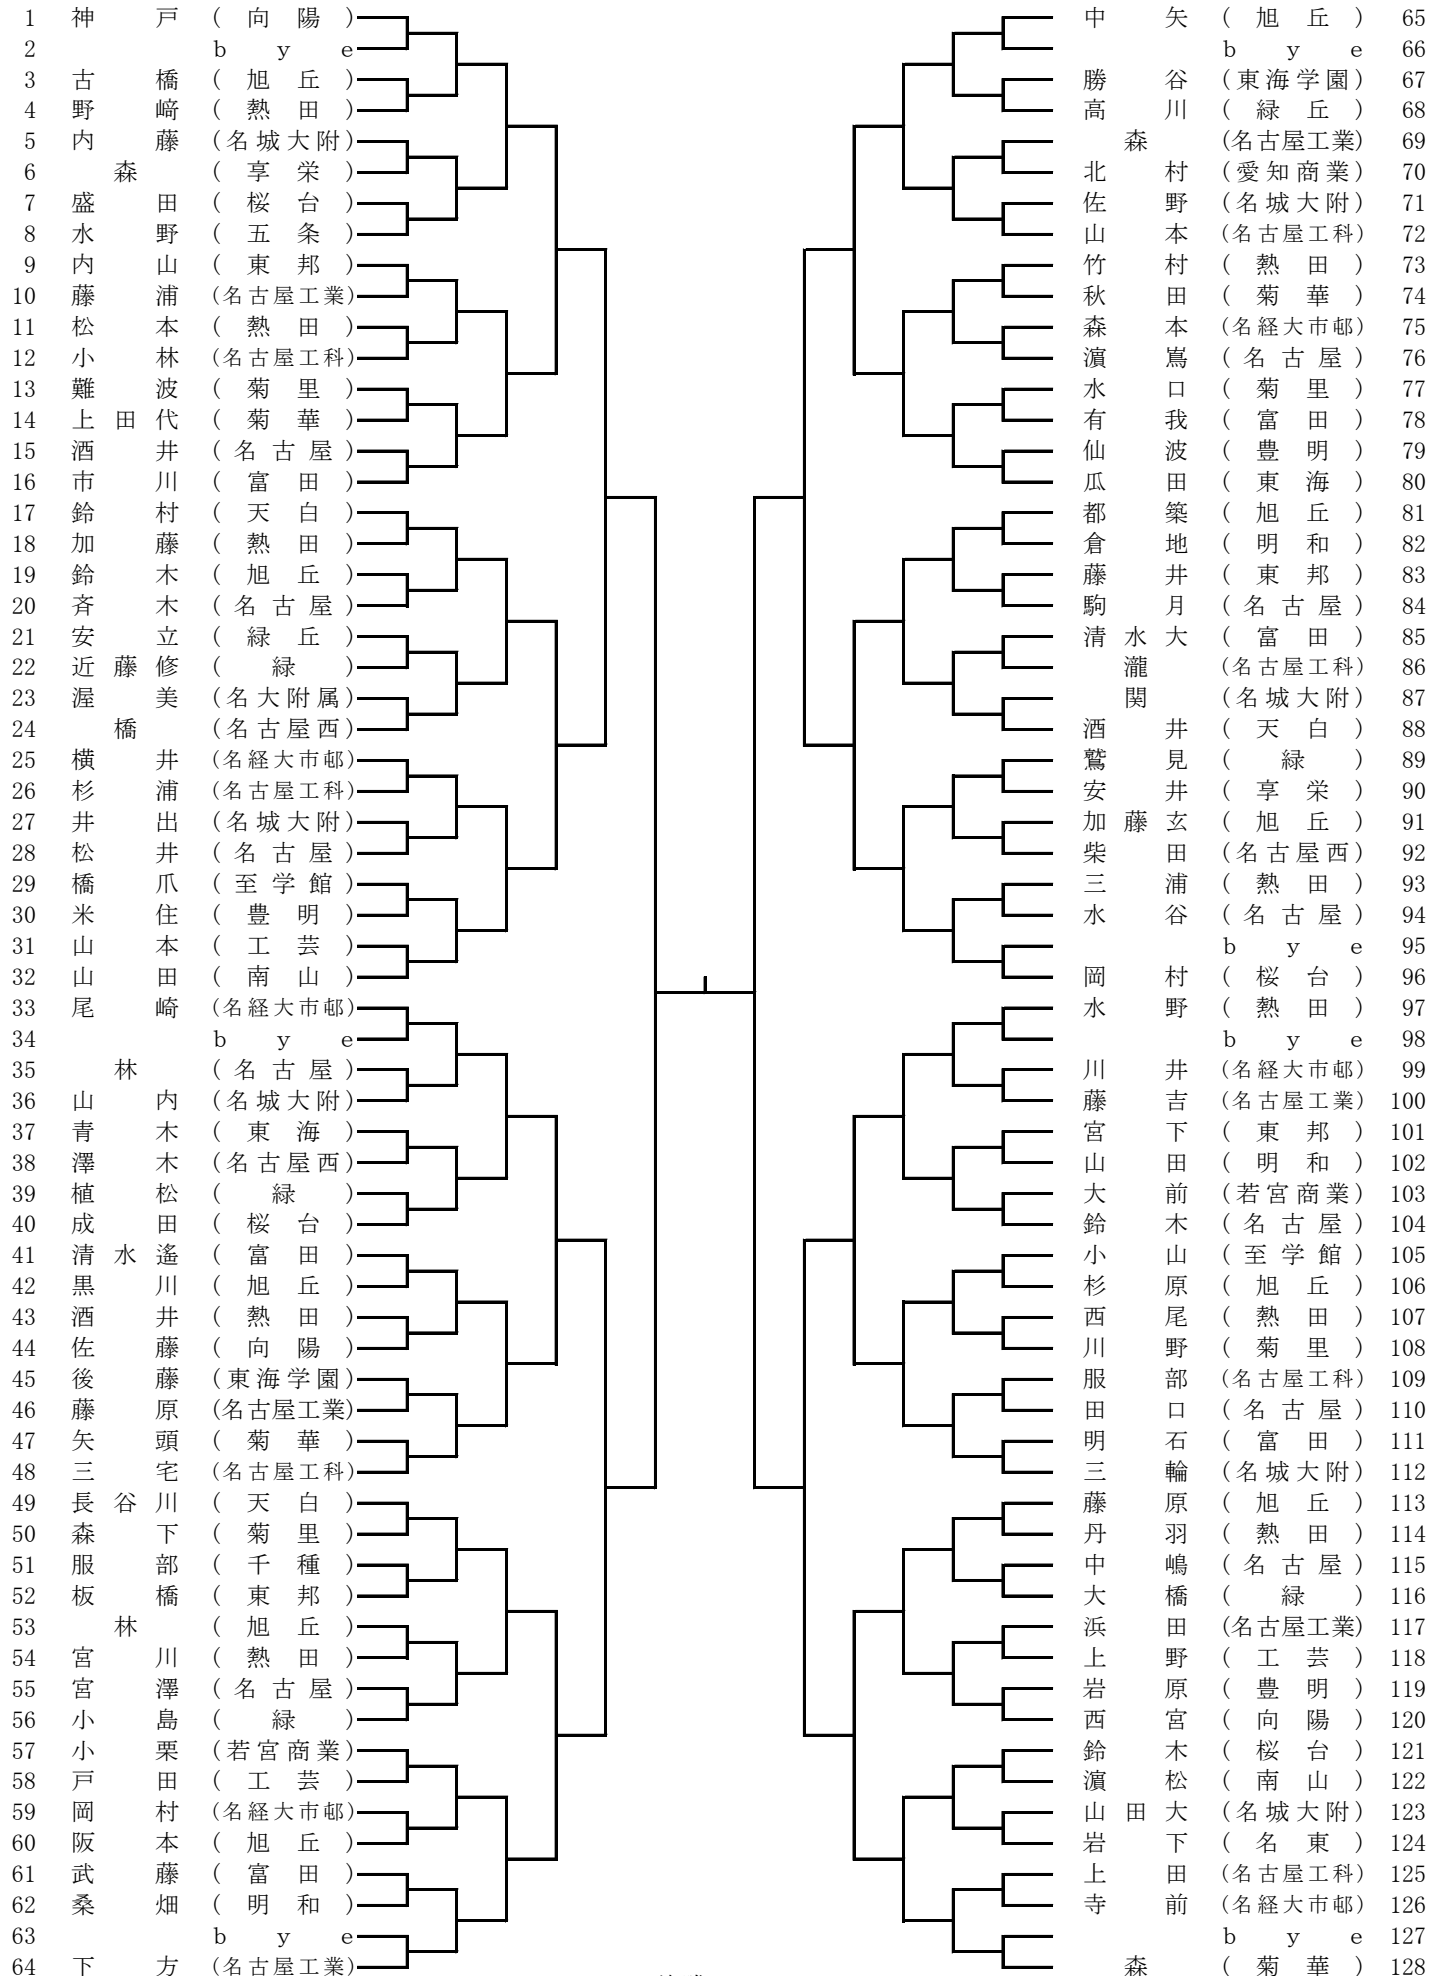 1 神戸 (向陽)
2 bye
3 古橋 (旭丘)
4 野﨑 (熱田)
5 内藤 (名城大附)
6 森 (享栄)
7 盛田 (桜台)
8 水野 (五条)
9 内山 (東邦)
10 藤浦 (名古屋工業)
11 松本 (熱田)
12 小林 (名古屋工科)
13 難波 (菊里)
14 上田代 (菊華)
15 酒井 (名古屋)
16 市川 (富田)
17 鈴村 (天白)
18 加藤 (熱田)
19 鈴木 (旭丘)
20 斉木 (名古屋)
21 安立 (緑丘)
22 近藤修 (緑)
23 渥美 (名大附属)
24 橋 (名古屋西)
25 横井 (名経大市邨)
26 杉浦 (名古屋工科)
27 井出 (名城大附)
28 松井 (名古屋)
29 橋爪 (至学館)
30 米住 (豊明)
31 山本 (工芸)
32 山田 (南山)
33 尾崎 (名経大市邨)
34 bye
35 林 (名古屋)
36 山内 (名城大附)
37 青木 (東海)
38 澤木 (名古屋西)
39 植松 (緑)
40 成田 (桜台)
41 清水遙 (富田)
42 黒川 (旭丘)
43 酒井 (熱田)
44 佐藤 (向陽)
45 後藤 (東海学園)
46 藤原 (名古屋工業)
47 矢頭 (菊華)
48 三宅 (名古屋工科)
49 長谷川 (天白)
50 森下 (菊里)
51 服部 (千種)
52 板橋 (東邦)
53 林 (旭丘)
54 宮川 (熱田)
55 宮澤 (名古屋)
56 小島 (緑)
57 小栗 (若宮商業)
58 戸田 (工芸)
59 岡村 (名経大市邨)
60 阪本 (旭丘)
61 武藤 (富田)
62 桑畑 (明和)
63 bye
64 下方 (名古屋工業)
中矢 (旭丘) 65
bye 66
勝谷 (東海学園) 67
高川 (緑丘) 68
森 (名古屋工業) 69
北村 (愛知商業) 70
佐野 (名城大附) 71
山本 (名古屋工科) 72
竹村 (熱田) 73
秋田 (菊華) 74
森本 (名経大市邨) 75
濵嶌 (名古屋) 76
水口 (菊里) 77
有我 (富田) 78
仙波 (豊明) 79
瓜田 (東海) 80
都築 (旭丘) 81
倉地 (明和) 82
藤井 (東邦) 83
駒月 (名古屋) 84
清水大 (富田) 85
瀧 (名古屋工科) 86
関 (名城大附) 87
酒井 (天白) 88
鷲見 (緑) 89
安井 (享栄) 90
加藤玄 (旭丘) 91
柴田 (名古屋西) 92
三浦 (熱田) 93
水谷 (名古屋) 94
bye 95
岡村 (桜台) 96
水野 (熱田) 97
bye 98
川井 (名経大市邨) 99
藤吉 (名古屋工業) 100
宮下 (東邦) 101
山田 (明和) 102
大前 (若宮商業) 103
鈴木 (名古屋) 104
小山 (至学館) 105
杉原 (旭丘) 106
西尾 (熱田) 107
川野 (菊里) 108
服部 (名古屋工科) 109
田口 (名古屋) 110
明石 (富田) 111
三輪 (名城大附) 112
藤原 (旭丘) 113
丹羽 (熱田) 114
中嶋 (名古屋) 115
大橋 (緑) 116
浜田 (名古屋工業) 117
上野 (工芸) 118
岩原 (豊明) 119
西宮 (向陽) 120
鈴木 (桜台) 121
濵松 (南山) 122
山田大 (名城大附) 123
岩下 (名東) 124
上田 (名古屋工科) 125
寺前 (名経大市邨) 126
bye 127
森 (菊華) 128